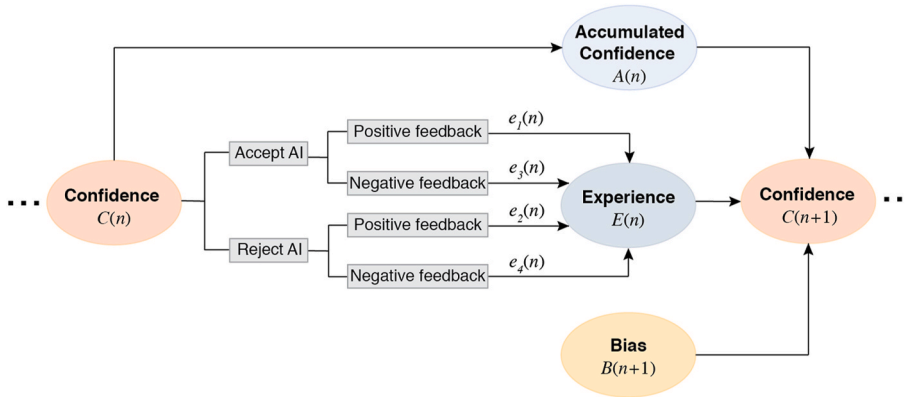 Accumulated
Confidence
A(n)
Positive feedback
e₁(n)
Accept AI
Negative feedback
e₃(n)
Confidence
C(n)
Experience
E(n)
Confidence
C(n+1)
Positive feedback
e₂(n)
Reject AI
Negative feedback
e₄(n)
Bias
B(n+1)